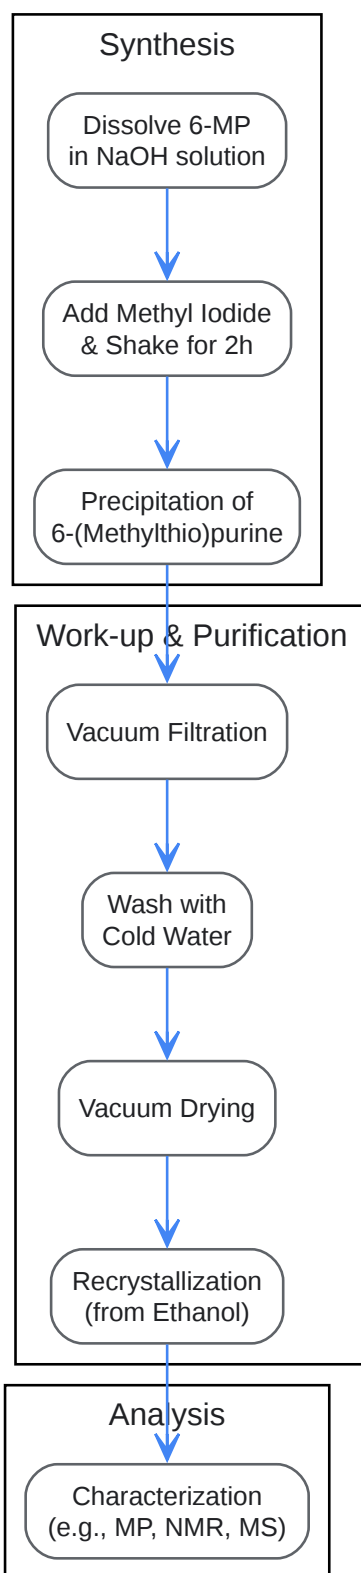 Synthesis
Dissolve 6-MP
in NaOH solution
Add Methyl Iodide
& Shake for 2h
Precipitation of
6-(Methylthio)purine
Work-up & Purification
Vacuum Filtration
Wash with
Cold Water
Vacuum Drying
Recrystallization
(from Ethanol)
Analysis
Characterization
(e.g., MP, NMR, MS)